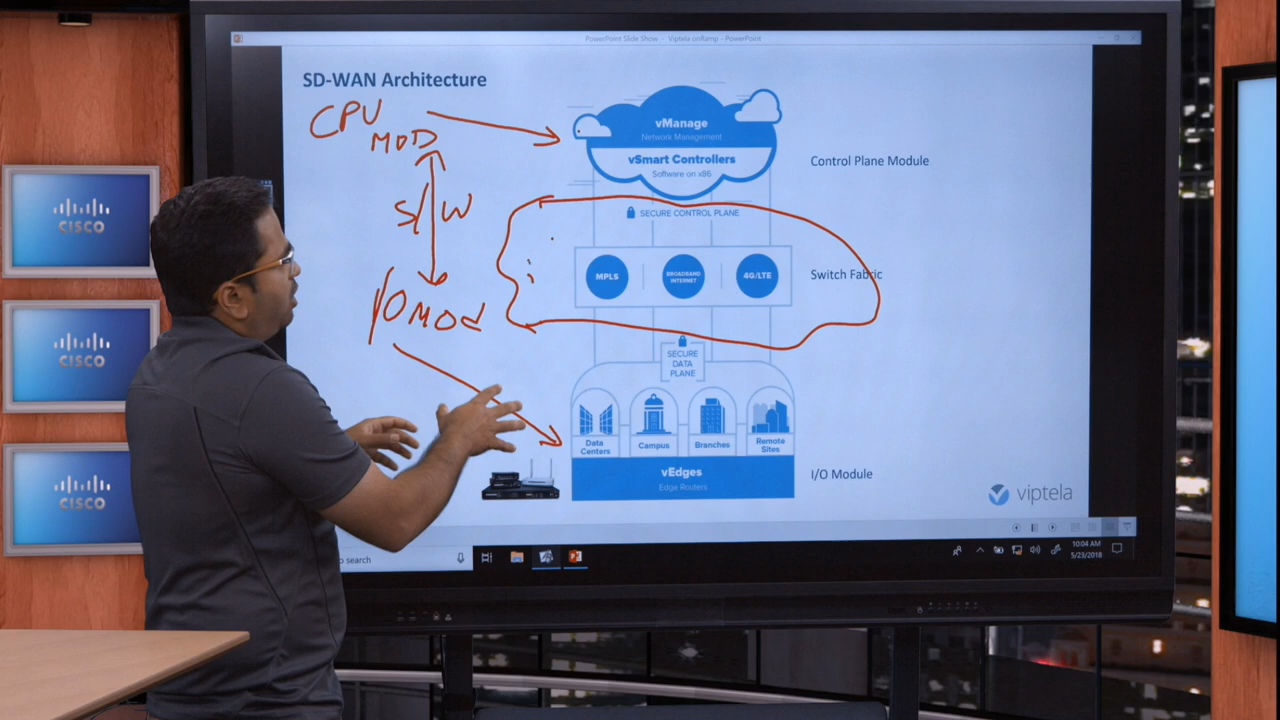 PowerPoint Slide Show - Viptela onRamp - PowerPoint
SD-WAN Architecture
CPU
MOD
S/W
I/O MOd
vManage
Network Management
vSmart Controllers
Software on x86
Control Plane Module
SECURE CONTROL PLANE
MPLS
BROADBAND
INTERNET
4G/LTE
Switch Fabric
SECURE
DATA
PLANE
Data
Centers
Campus
Branches
Remote
Sites
vEdges
Edge Routers
I/O Module
viptela
search
10:04 AM
5/23/2018
CISCO
CISCO
CISCO